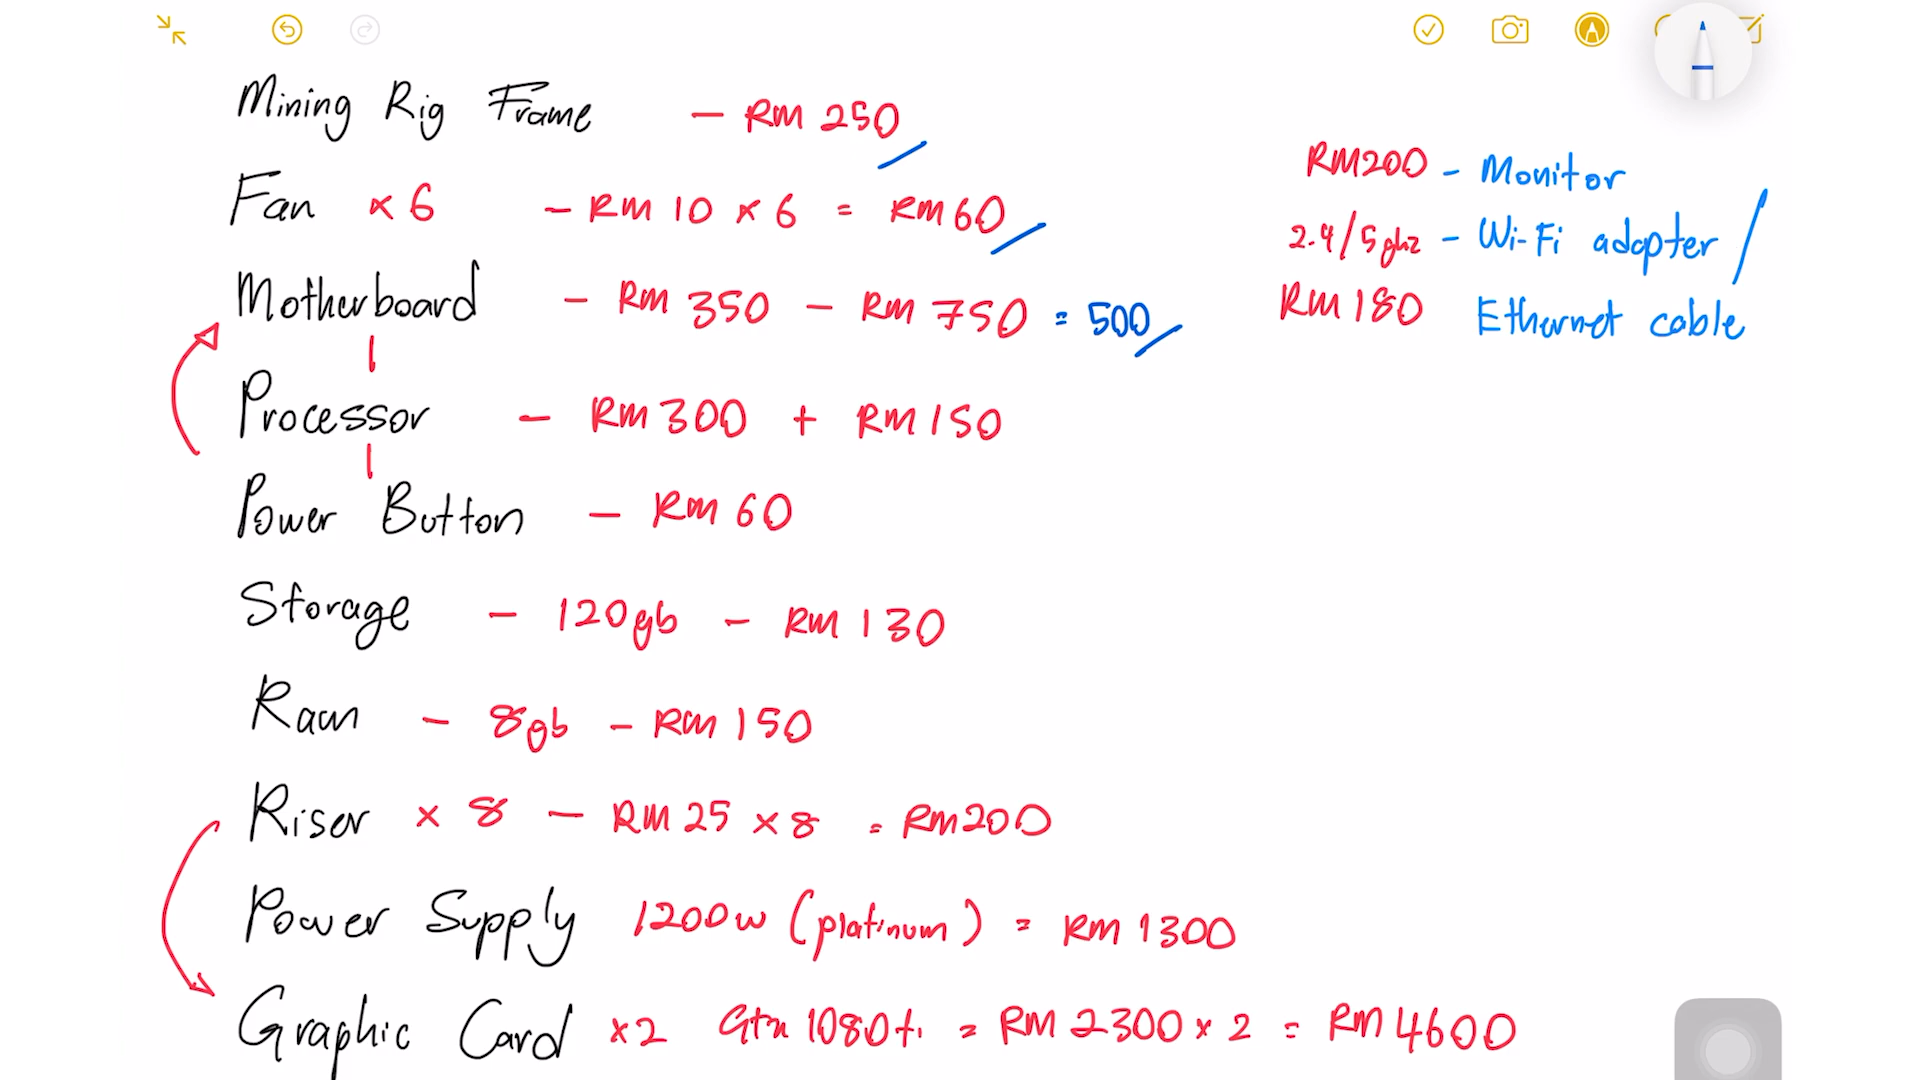 Mining Rig Frame - RM 250
Fan x 6 - RM 10 x 6 = RM 60
Motherboard - RM 350 - RM 750 = 500
Processor - RM 300 + RM 150
Power Button - RM 60
Storage - 120gb - RM 130
Ram - 8gb - RM 150
Riser x 8 - RM 25 x 8 = RM 200
Power Supply 1200w (platinum) = RM 1300
Graphic Card x2 Gtx 1080ti = RM 2300 x 2 = RM 4600
RM200 - Monitor
2.4/5ghz - Wi-Fi adapter /
RM 180 Ethernet cable